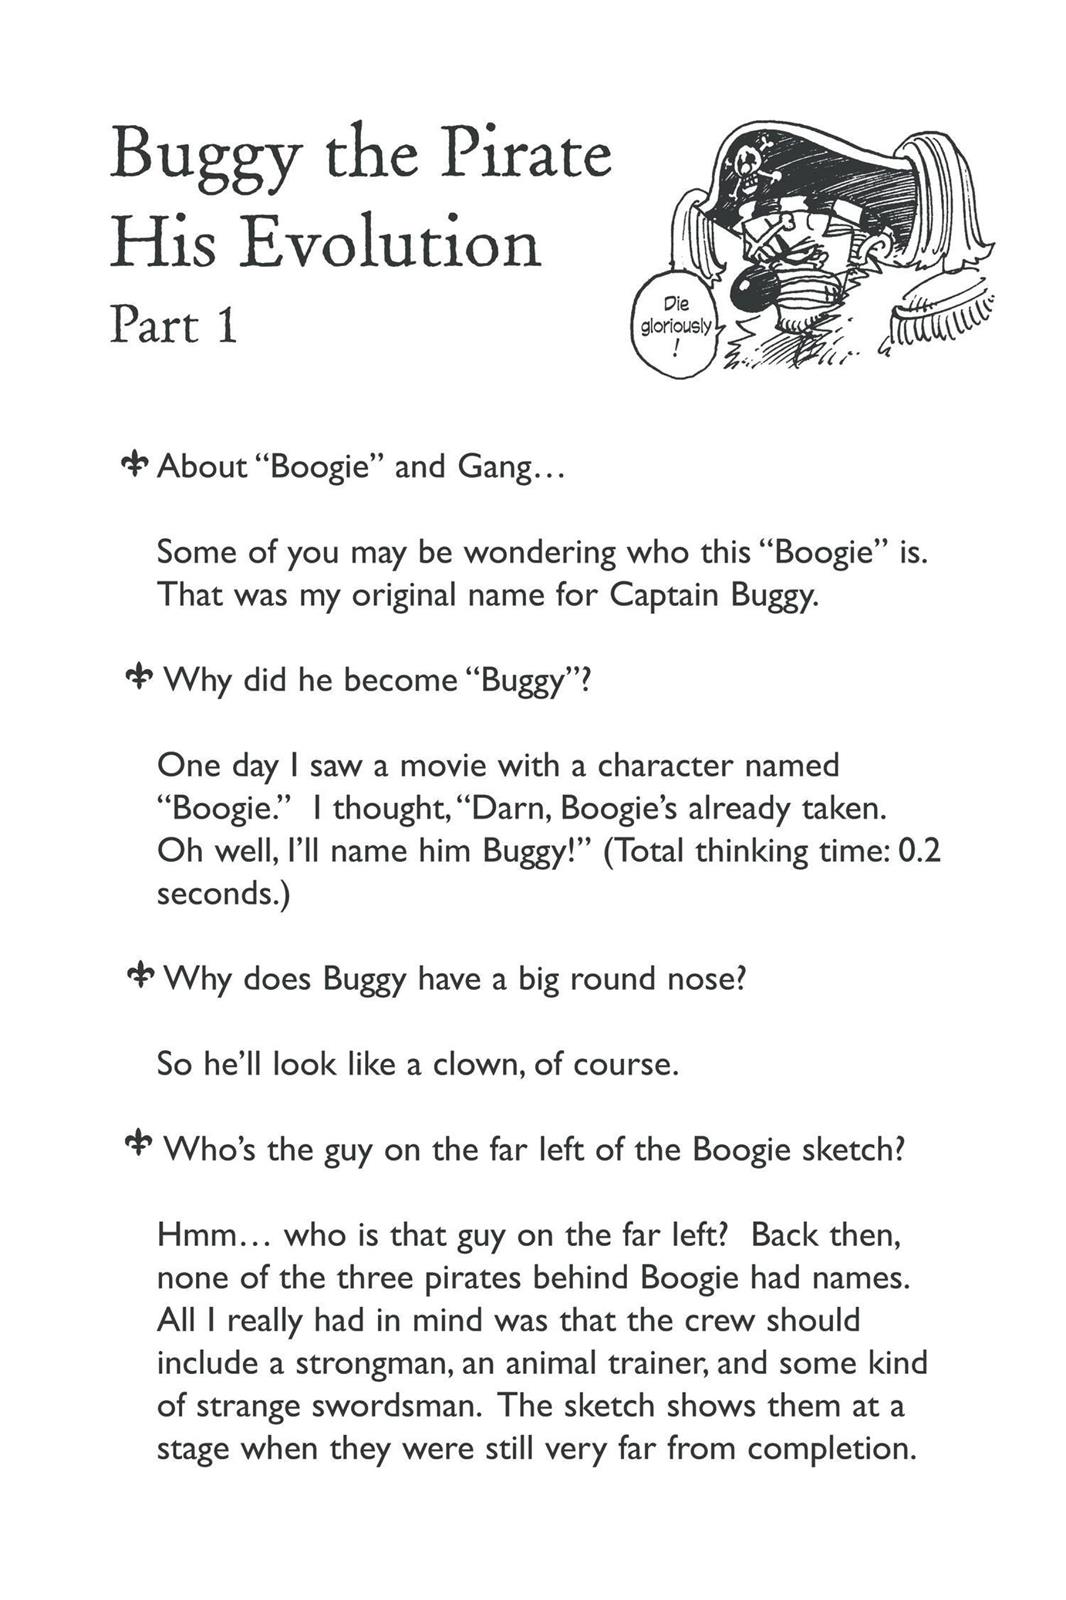 Buggy the Pirate
His Evolution
Part 1
Die
gloriously
!
About “Boogie” and Gang…
Some of you may be wondering who this “Boogie” is.
That was my original name for Captain Buggy.
Why did he become “Buggy”?
One day I saw a movie with a character named
“Boogie.”  I thought, “Darn, Boogie’s already taken.
Oh well, I’ll name him Buggy!” (Total thinking time: 0.2
seconds.)
Why does Buggy have a big round nose?
So he’ll look like a clown, of course.
Who’s the guy on the far left of the Boogie sketch?
Hmm… who is that guy on the far left?  Back then,
none of the three pirates behind Boogie had names.
All I really had in mind was that the crew should
include a strongman, an animal trainer, and some kind
of strange swordsman.  The sketch shows them at a
stage when they were still very far from completion.